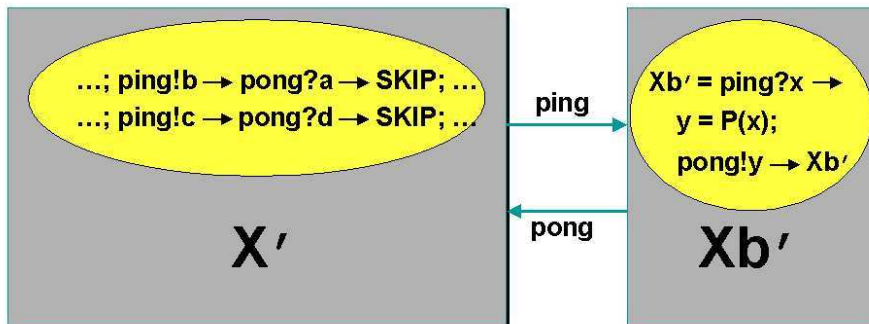 ...; ping!b → pong?a → SKIP; ...
...; ping!c → pong?d → SKIP; ...
X′
ping
pong
Xb′ = ping?x →
y = P(x);
pong!y → Xb′
Xb′